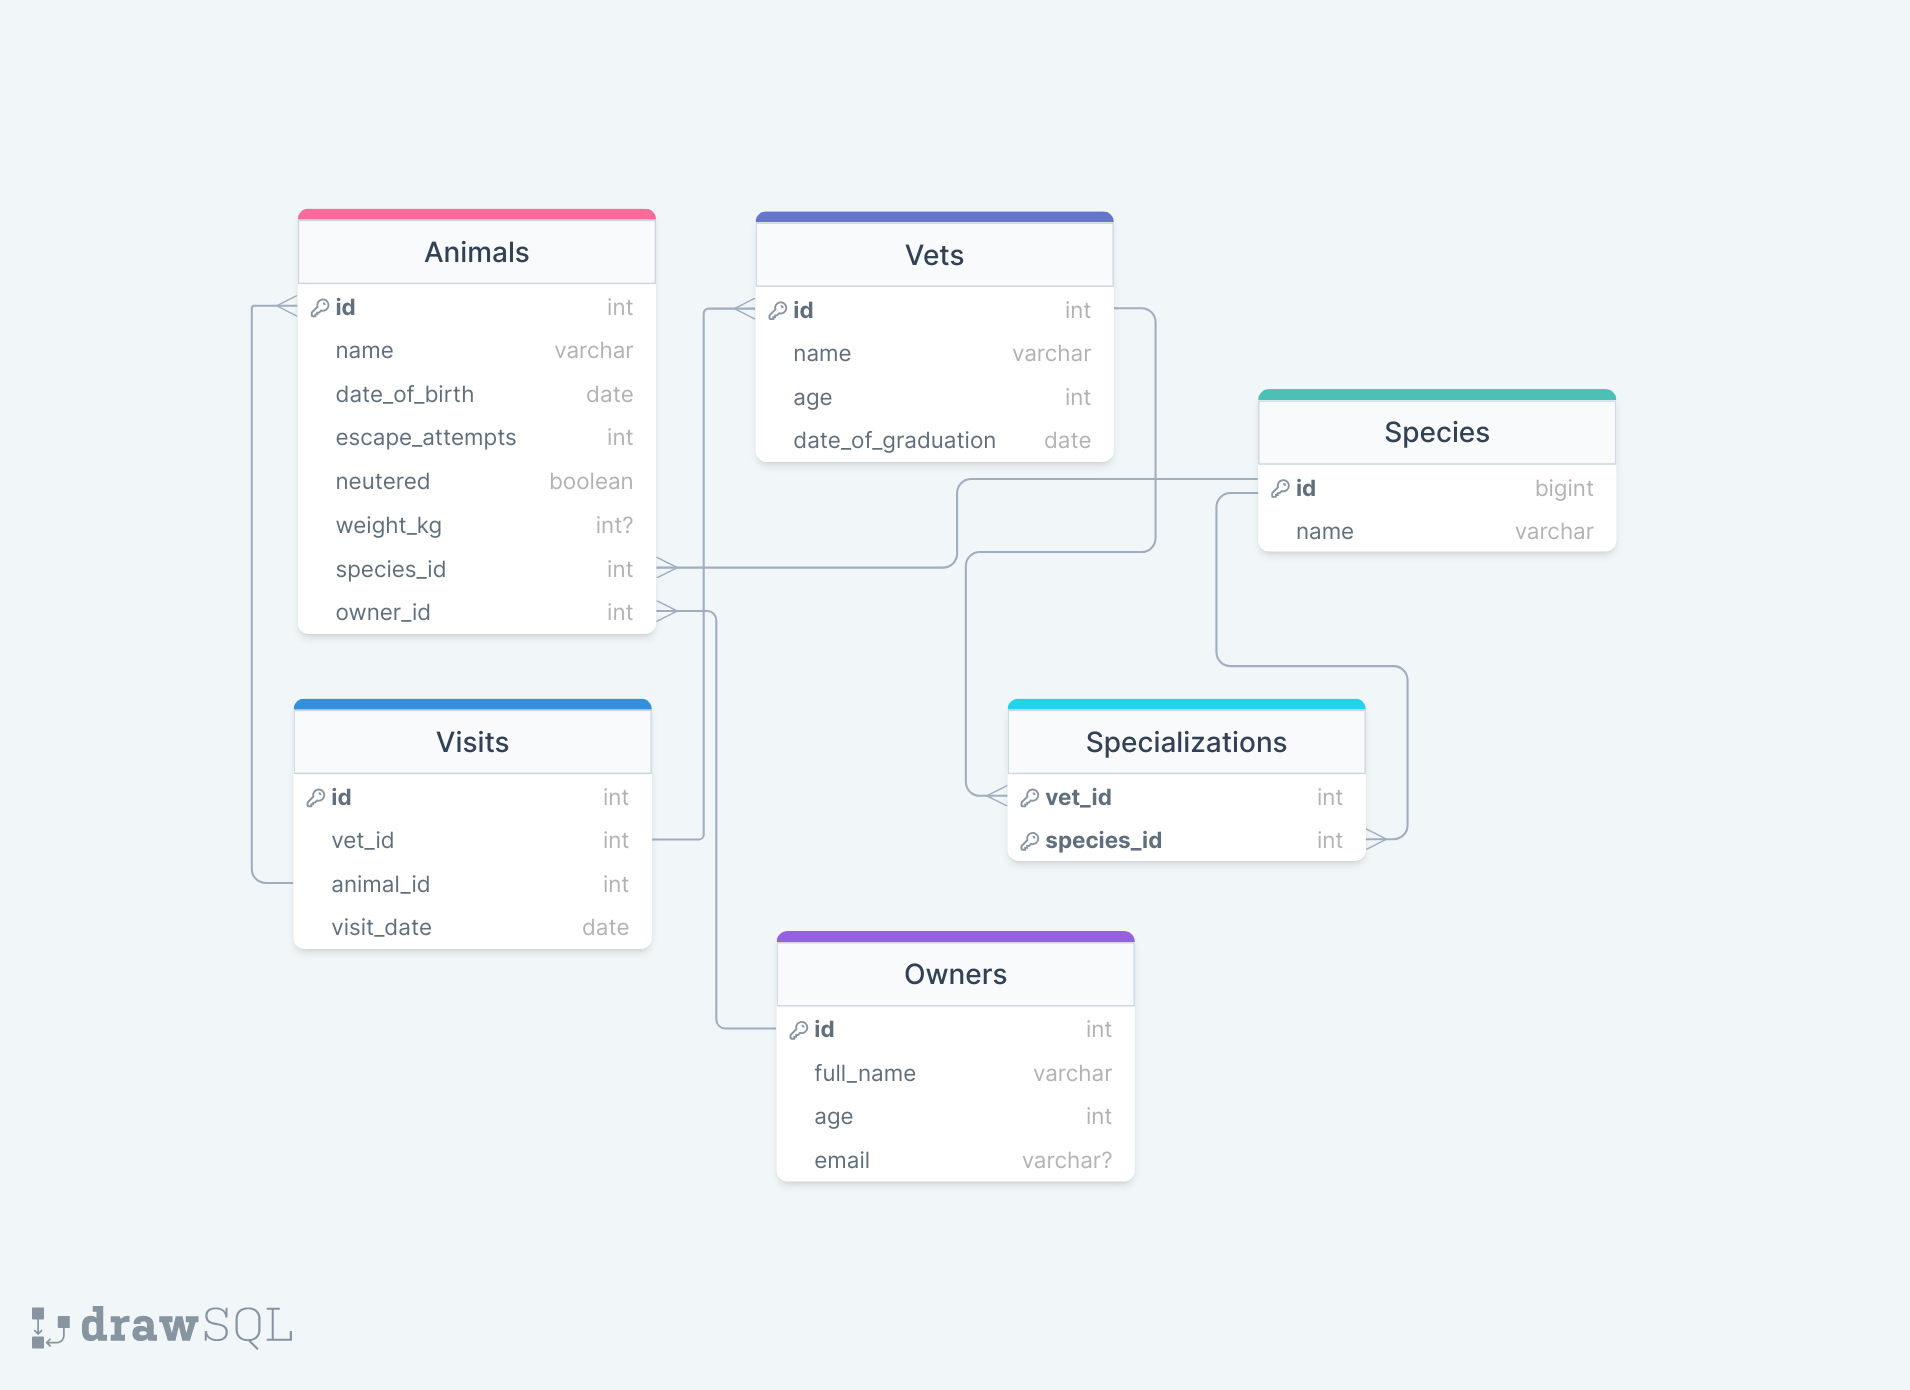 Animals
id int
name varchar
date_of_birth date
escape_attempts int
neutered boolean
weight_kg int?
species_id int
owner_id int
Vets
id int
name varchar
age int
date_of_graduation date
Species
id bigint
name varchar
Visits
id int
vet_id int
animal_id int
visit_date date
Specializations
vet_id int
species_id int
Owners
id int
full_name varchar
age int
email varchar?
drawSQL